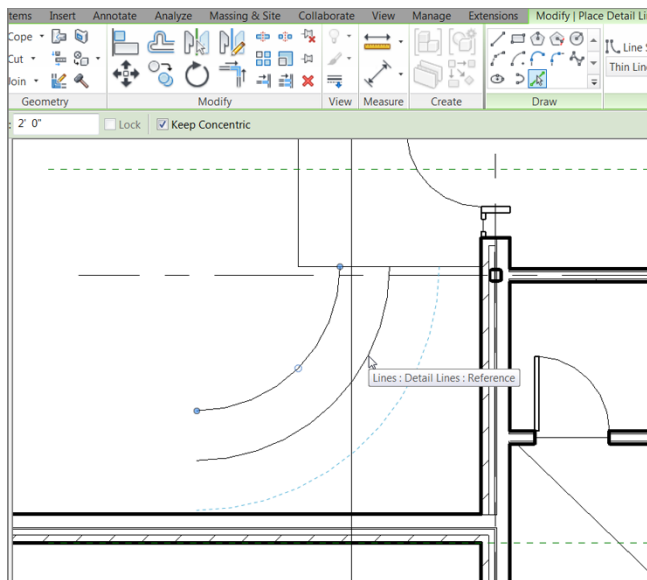 tems Insert Annotate Analyze Massing & Site Collaborate View Manage Extensions Modify | Place Detail Li
Cope
Cut
Join
Line S
Thin Lin
Geometry Modify View Measure Create Draw
: 2' 0" Lock Keep Concentric
Lines : Detail Lines : Reference